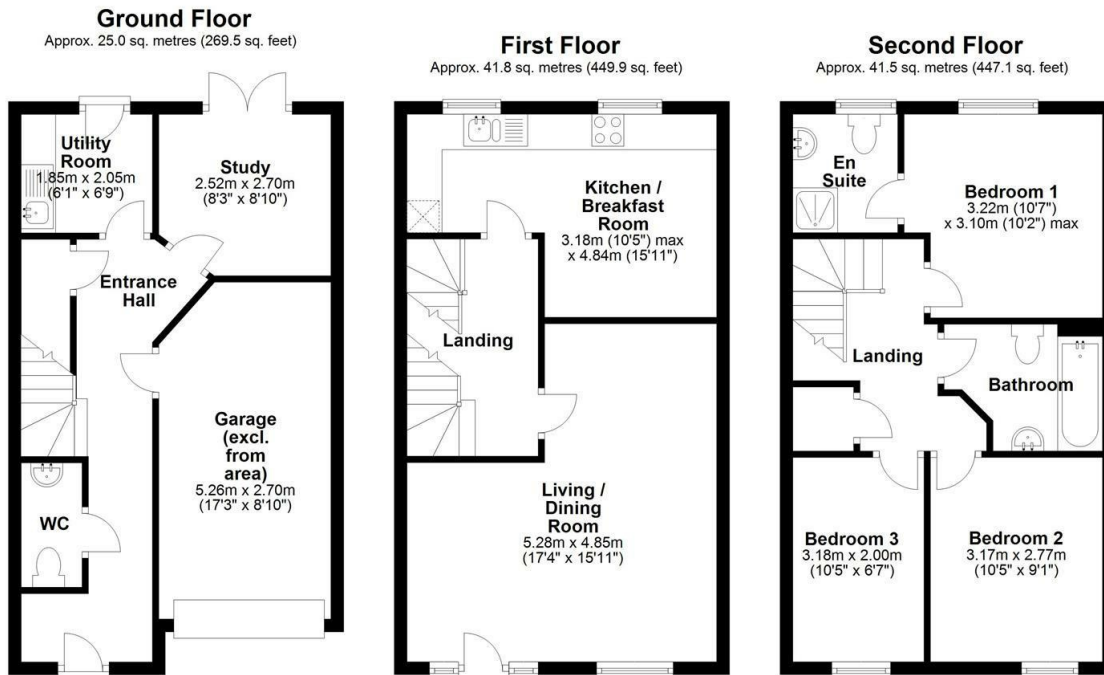 Ground Floor
Approx. 25.0 sq. metres (269.5 sq. feet)
Utility
Room
1.85m x 2.05m
(6'1" x 6'9")
Study
2.52m x 2.70m
(8'3" x 8'10")
Entrance
Hall
Garage
(excl.
from
area)
5.26m x 2.70m
(17'3" x 8'10")
WC
First Floor
Approx. 41.8 sq. metres (449.9 sq. feet)
Kitchen /
Breakfast
Room
3.18m (10'5") max
x 4.84m (15'11")
Landing
Living /
Dining
Room
5.28m x 4.85m
(17'4" x 15'11")
Second Floor
Approx. 41.5 sq. metres (447.1 sq. feet)
En
Suite
Bedroom 1
3.22m (10'7")
x 3.10m (10'2") max
Landing
Bathroom
Bedroom 3
3.18m x 2.00m
(10'5" x 6'7")
Bedroom 2
3.17m x 2.77m
(10'5" x 9'1")